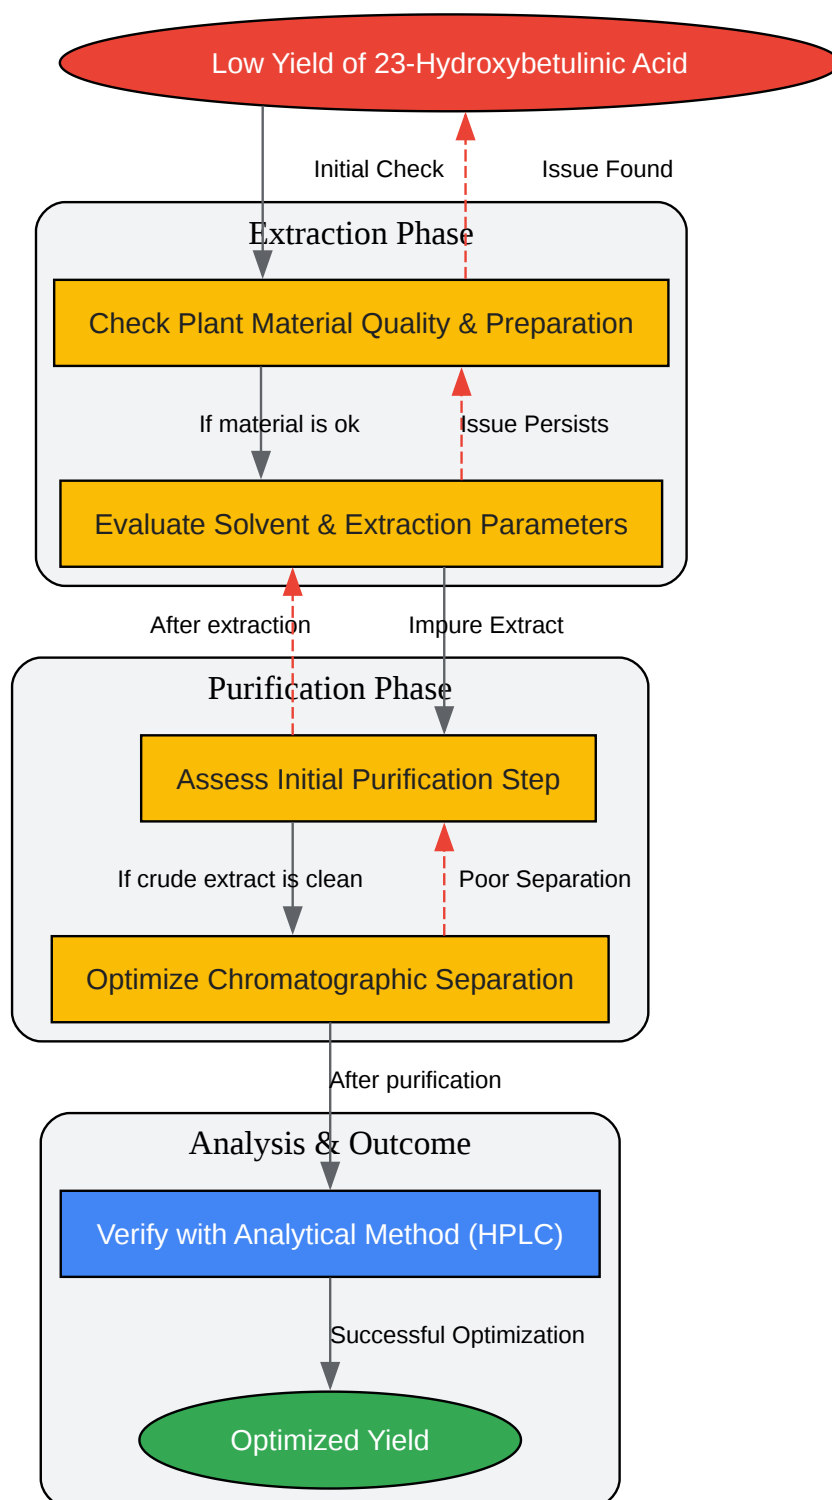 Low Yield of 23-Hydroxybetulinic Acid
Initial Check
Issue Found
Extraction Phase
Check Plant Material Quality & Preparation
If material is ok
Issue Persists
Evaluate Solvent & Extraction Parameters
After extraction
Impure Extract
Purification Phase
Assess Initial Purification Step
If crude extract is clean
Poor Separation
Optimize Chromatographic Separation
After purification
Analysis & Outcome
Verify with Analytical Method (HPLC)
Successful Optimization
Optimized Yield